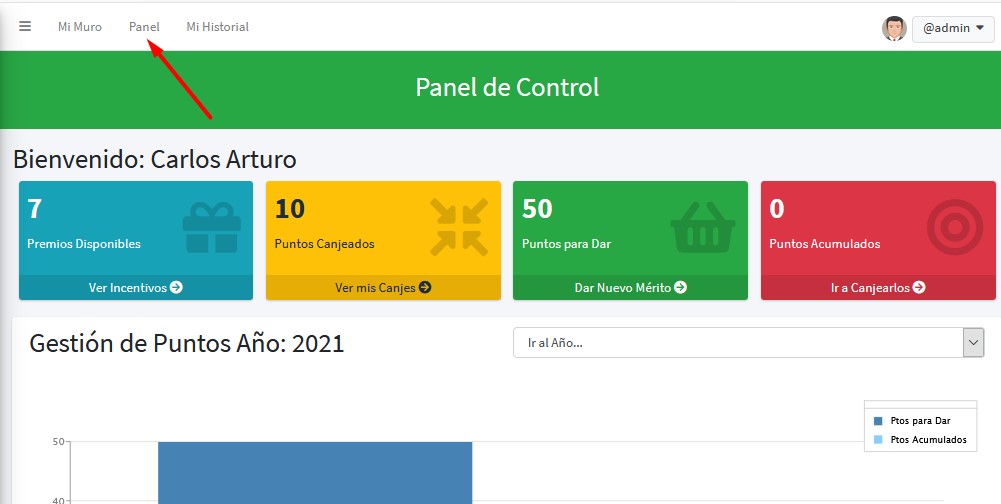 Mi Muro Panel Mi Historial @admin
Panel de Control
Bienvenido: Carlos Arturo
7
Premios Disponibles
Ver Incentivos
10
Puntos Canjeados
Ver mis Canjes
50
Puntos para Dar
Dar Nuevo Mérito
0
Puntos Acumulados
Ir a Canjearlos
Gestión de Puntos Año: 2021
Ir al Año...
Ptos para Dar
Ptos Acumulados
50
40